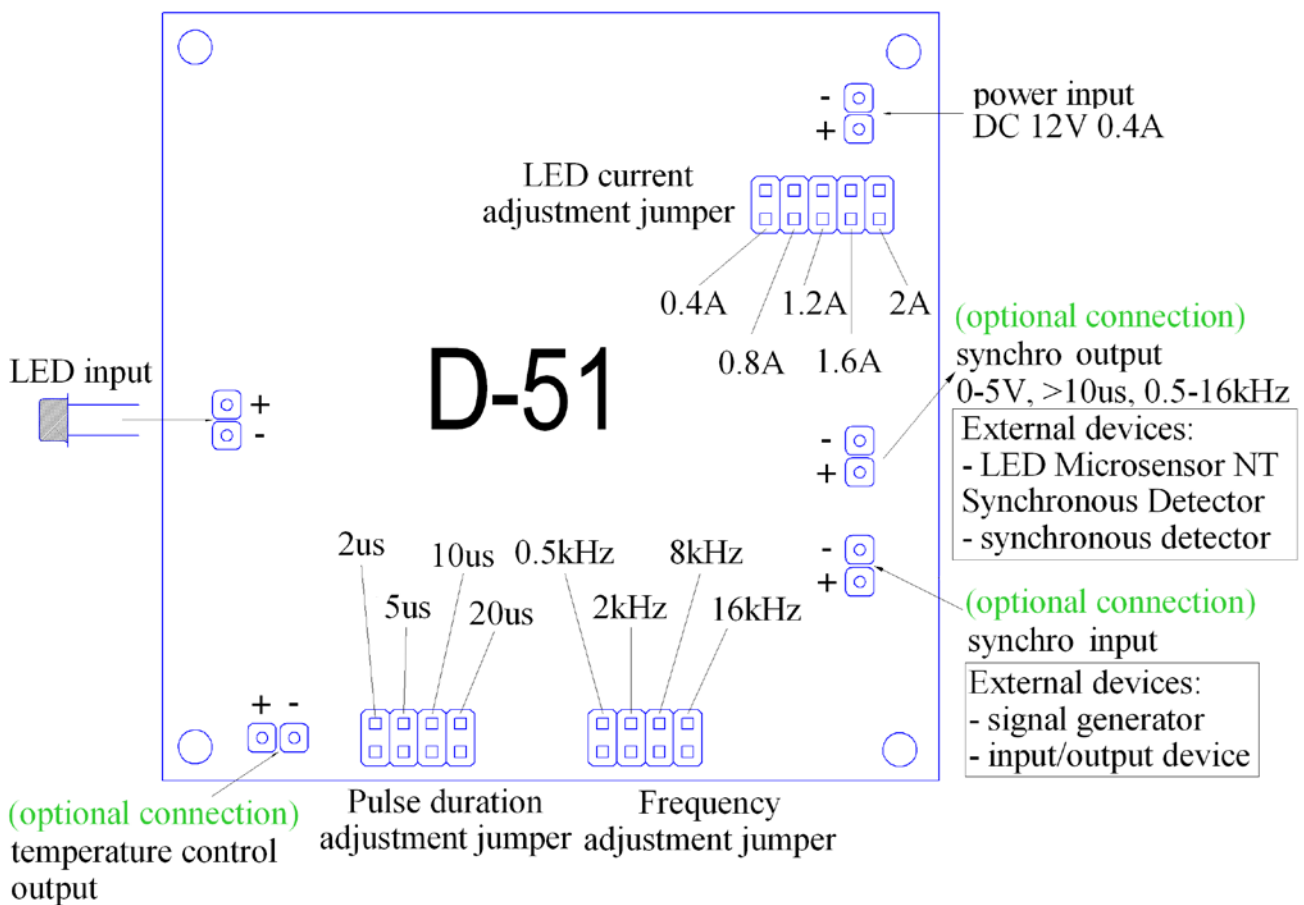 -
+
power input
DC 12V 0.4A
LED current
adjustment jumper
0.4A
1.2A
2A
0.8A
1.6A
D-51
LED input
+
-
(optional connection)
synchro output
0-5V, >10us, 0.5-16kHz
-
+
External devices:
- LED Microsensor NT
Synchronous Detector
- synchronous detector
-
+
(optional connection)
synchro input
External devices:
- signal generator
- input/output device
2us
10us
5us
20us
0.5kHz
8kHz
2kHz
16kHz
+ -
(optional connection)
temperature control
output
Pulse duration
adjustment jumper
Frequency
adjustment jumper